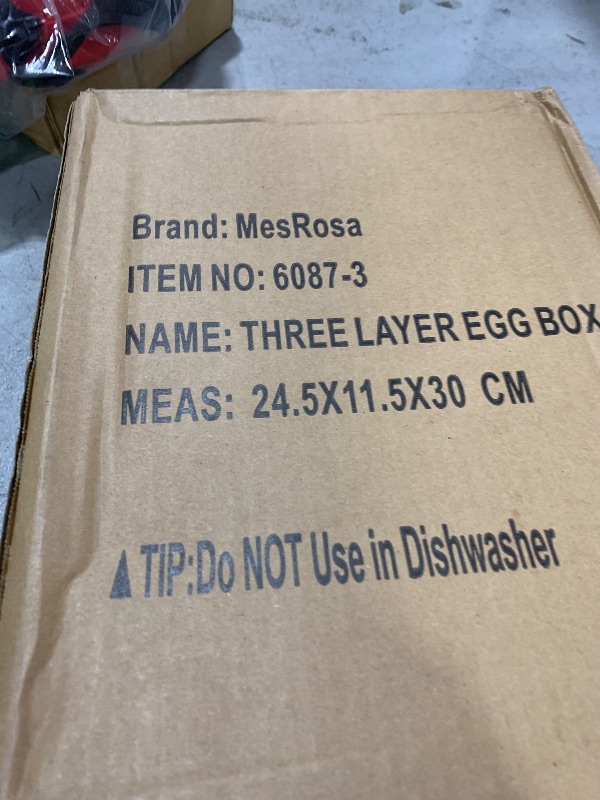 Brand: MesRosa
ITEM NO: 6087-3
NAME: THREE LAYER EGG BOX
MEAS: 24.5X11.5X30 CM
▲TIP:Do NOT Use in Dishwasher